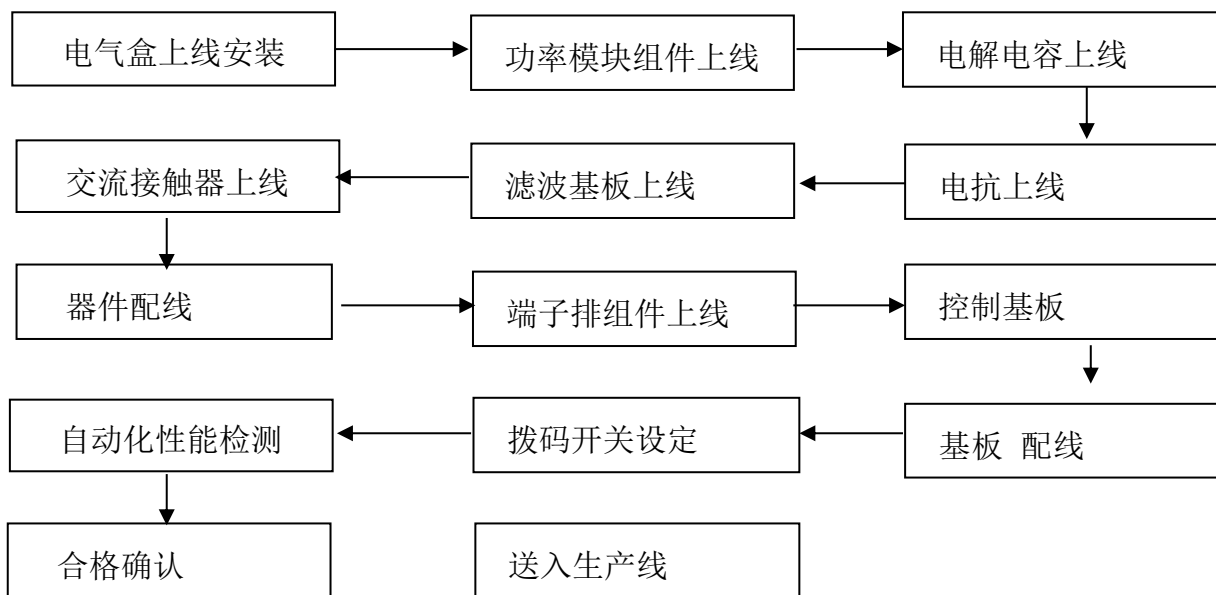 电气盒上线安装
功率模块组件上线
电解电容上线
交流接触器上线
滤波基板上线
电抗上线
器件配线
端子排组件上线
控制基板
自动化性能检测
拨码开关设定
基板 配线
合格确认
送入生产线